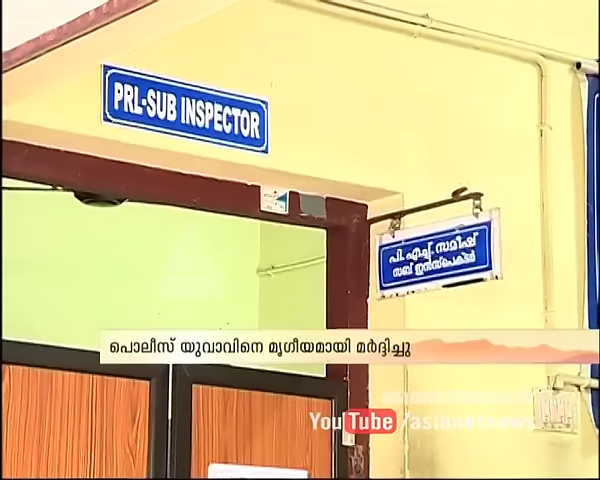 PRL-SUB INSPECTOR
പി. എച്ച്. സമീഷ്
സബ് ഇൻസ്പെക്ടർ
പൊലീസ് യുവാവിനെ മൃഗീയമായി മർദ്ദിച്ചു
YouTube /asianetnews